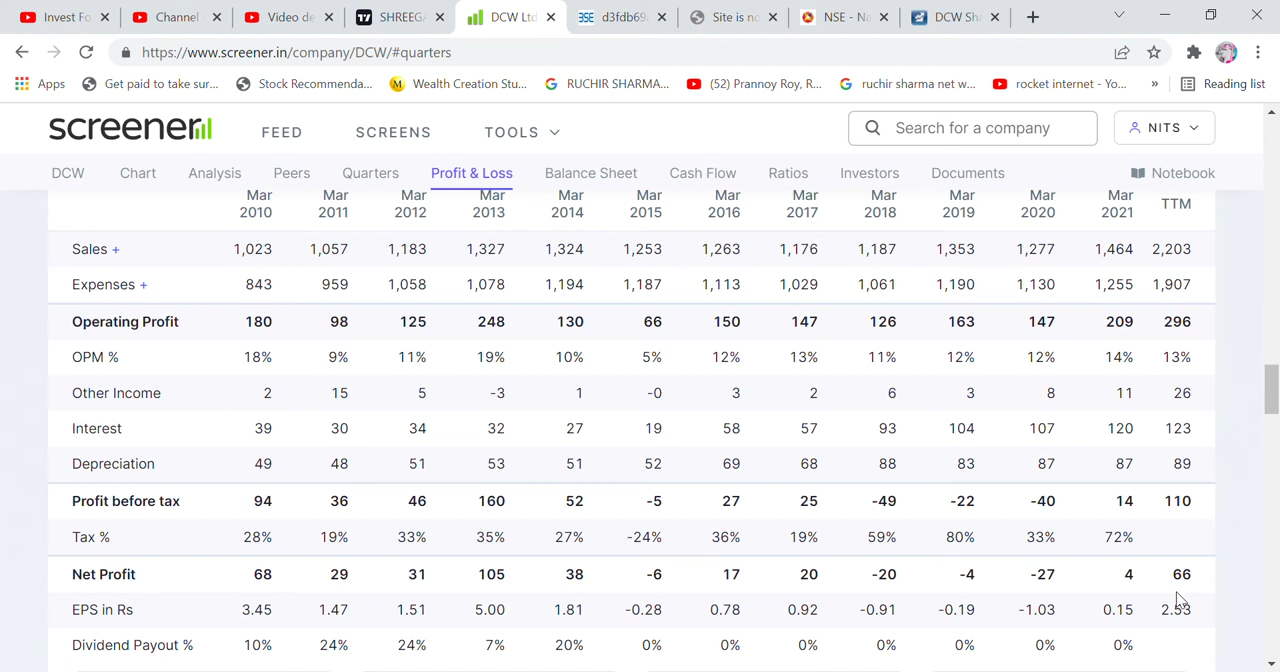 Invest Fo
Channel
Video de
SHREEGA
DCW Ltd
BSE d3fdb69
Site is no
NSE - Na
DCW Sha
https://www.screener.in/company/DCW/#quarters
Apps
Get paid to take sur...
Stock Recommenda...
M Wealth Creation Stu...
G RUCHIR SHARMA...
(52) Prannoy Roy, R...
G ruchir sharma net w...
rocket internet - Yo...
»
Reading list
screener
FEED SCREENS TOOLS
Search for a company
NITS
DCW Chart Analysis Peers Quarters Profit & Loss Balance Sheet Cash Flow Ratios Investors Documents Notebook
Mar 2010 Mar 2011 Mar 2012 Mar 2013 Mar 2014 Mar 2015 Mar 2016 Mar 2017 Mar 2018 Mar 2019 Mar 2020 Mar 2021 TTM
Sales + 1,023 1,057 1,183 1,327 1,324 1,253 1,263 1,176 1,187 1,353 1,277 1,464 2,203
Expenses + 843 959 1,058 1,078 1,194 1,187 1,113 1,029 1,061 1,190 1,130 1,255 1,907
Operating Profit 180 98 125 248 130 66 150 147 126 163 147 209 296
OPM % 18% 9% 11% 19% 10% 5% 12% 13% 11% 12% 12% 14% 13%
Other Income 2 15 5 -3 1 -0 3 2 6 3 8 11 26
Interest 39 30 34 32 27 19 58 57 93 104 107 120 123
Depreciation 49 48 51 53 51 52 69 68 88 83 87 87 89
Profit before tax 94 36 46 160 52 -5 27 25 -49 -22 -40 14 110
Tax % 28% 19% 33% 35% 27% -24% 36% 19% 59% 80% 33% 72%
Net Profit 68 29 31 105 38 -6 17 20 -20 -4 -27 4 66
EPS in Rs 3.45 1.47 1.51 5.00 1.81 -0.28 0.78 0.92 -0.91 -0.19 -1.03 0.15 2.53
Dividend Payout % 10% 24% 24% 7% 20% 0% 0% 0% 0% 0% 0% 0%